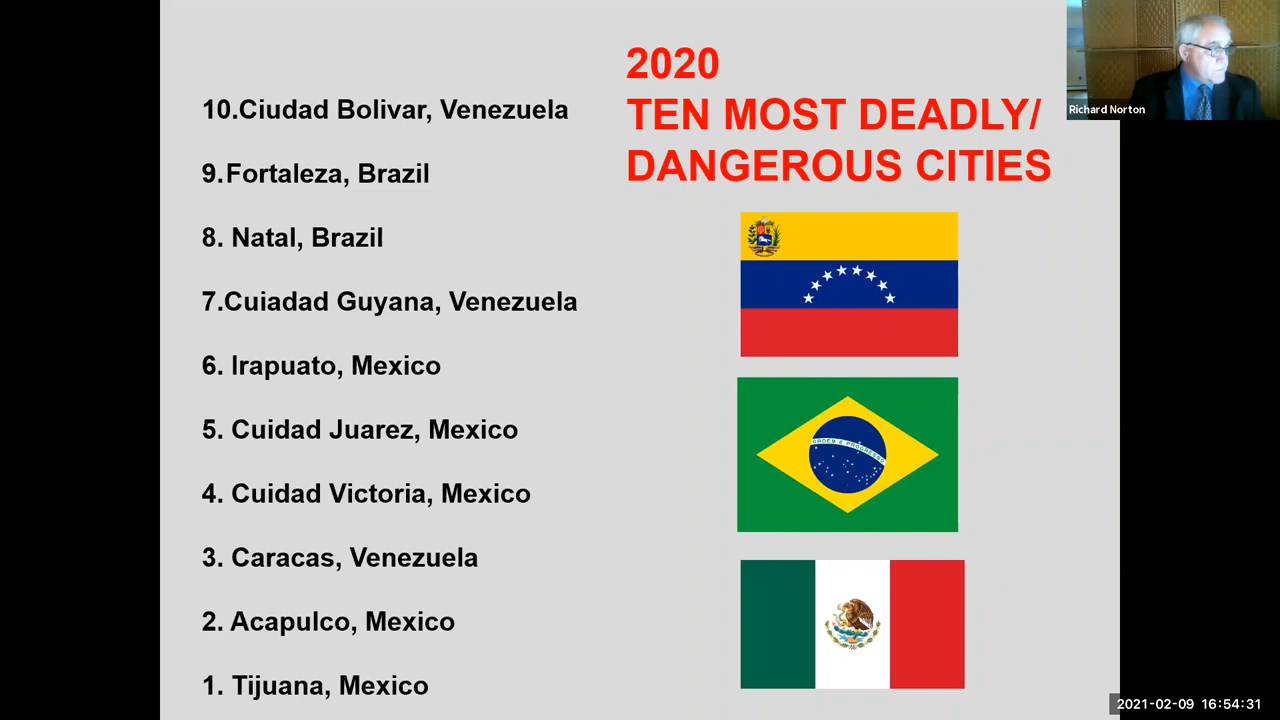 2020
TEN MOST DEADLY/
DANGEROUS CITIES
10.Ciudad Bolivar, Venezuela
9.Fortaleza, Brazil
8. Natal, Brazil
7.Cuiadad Guyana, Venezuela
6. Irapuato, Mexico
5. Cuidad Juarez, Mexico
4. Cuidad Victoria, Mexico
3. Caracas, Venezuela
2. Acapulco, Mexico
1. Tijuana, Mexico
ORDEM E PROGRESSO
Richard Norton
2021-02-09 16:54:31